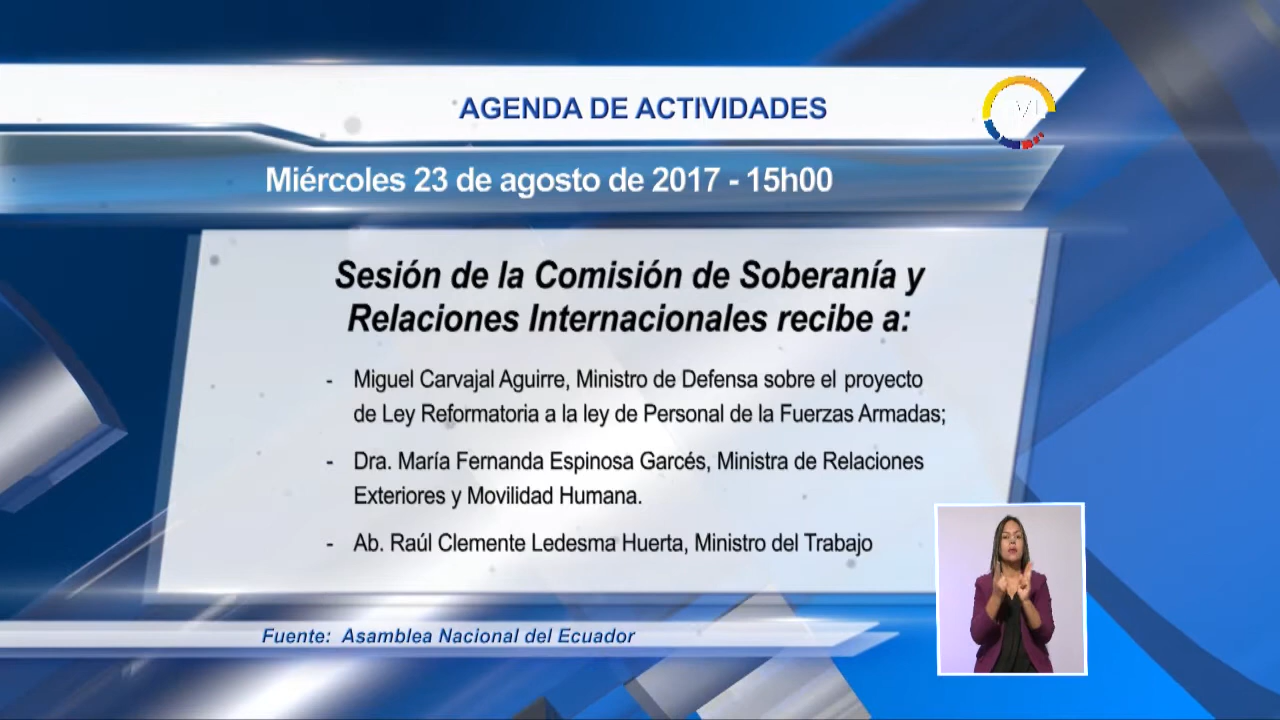 AGENDA DE ACTIVIDADES
Miércoles 23 de agosto de 2017 - 15h00
Sesión de la Comisión de Soberanía y
Relaciones Internacionales recibe a:
- Miguel Carvajal Aguirre, Ministro de Defensa sobre el proyecto
de Ley Reformatoria a la ley de Personal de la Fuerzas Armadas;
- Dra. María Fernanda Espinosa Garcés, Ministra de Relaciones
Exteriores y Movilidad Humana.
- Ab. Raúl Clemente Ledesma Huerta, Ministro del Trabajo
Fuente: Asamblea Nacional del Ecuador